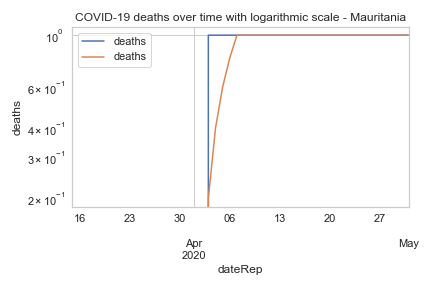 COVID-19 deaths over time with logarithmic scale - Mauritania
deaths
deaths
10⁰
6 × 10⁻¹
4 × 10⁻¹
3 × 10⁻¹
2 × 10⁻¹
deaths
16 23 30 06 13 20 27
Apr May
2020
dateRep